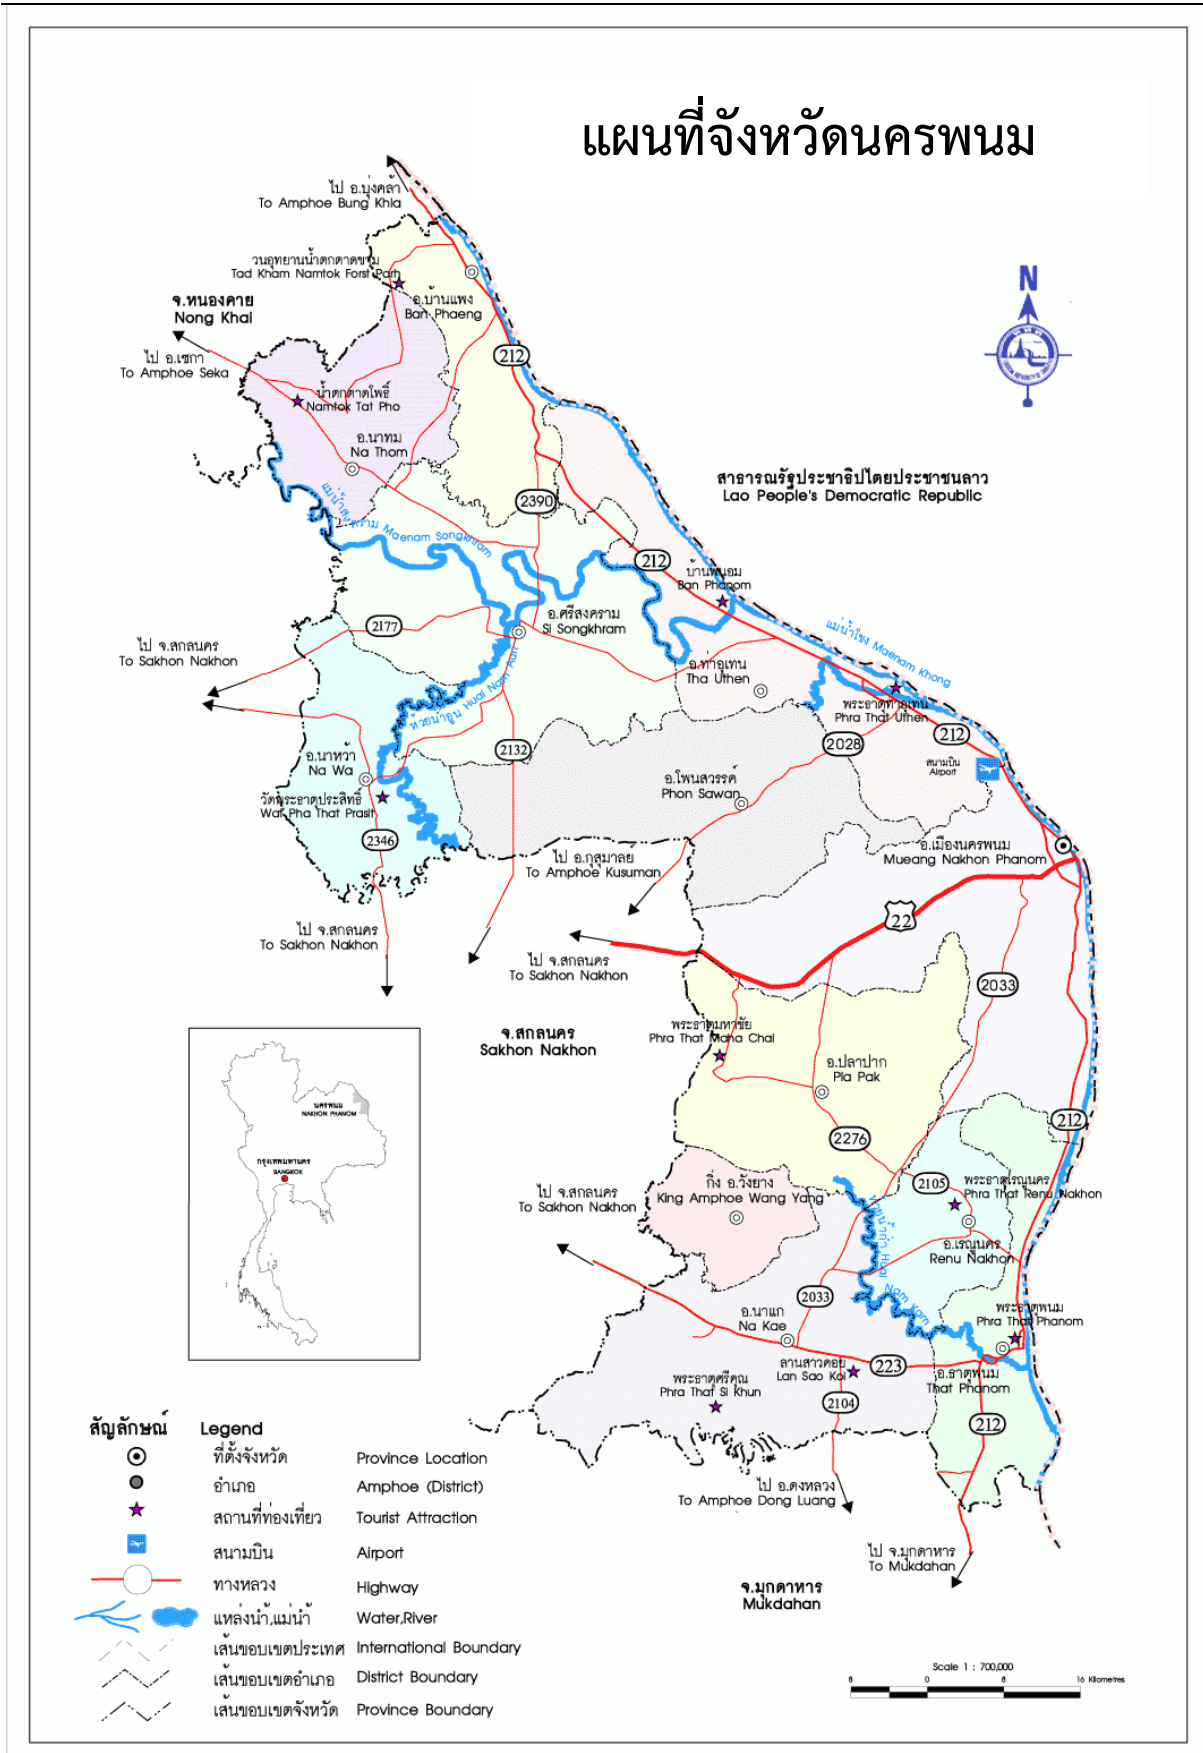 แผนที่จังหวัดนครพนม
ไป อ.บุ่งคล้า
To Amphoe Bung Khla
วนอุทยานน้ำตกตาดขาม
Tad Kham Namtok Forst Parh
อ.บ้านแพง
Ban Phaeng
จ.หนองคาย
Nong Khai
N
ไป อ.เซกา
To Amphoe Seka
212
น้ำตกตาดโพธิ์
Namtok Tat Pho
อ.นาทม
Na Thom
สาธารณรัฐประชาธิปไตยประชาชนลาว
Lao People's Democratic Republic
2390
แม่น้ำสงคราม Maenam Songkhram
212
บ้านพนอม
Ban Phanom
อ.ศรีสงคราม
Si Songkhram
2177
แม่น้ำโขง Maenam Khong
ไป จ.สกลนคร
To Sakhon Nakhon
อ.ท่าอุเทน
Tha Uthen
ห้วยน้ำอูน Huai Nam Aun
พระธาตุท่าอุเทน
Phra That Uthen
212
2028
2132
อ.นาหว้า
Na Wa
สนามบิน
Airport
อ.โพนสวรรค์
Phon Sawan
วัดพระธาตุประสิทธิ์
Wat Pha That Prasit
2346
อ.เมืองนครพนม
Mueang Nakhon Phanom
ไป อ.กุสุมาลย์
To Amphoe Kusuman
22
ไป จ.สกลนคร
To Sakhon Nakhon
ไป จ.สกลนคร
To Sakhon Nakhon
2033
จ.สกลนคร
Sakhon Nakhon
พระธาตุมหาชัย
Phra That Maha Chai
อ.ปลาปาก
Pla Pak
นครพนม
NAKHON PHANOM
212
2276
กรุงเทพมหานคร
BANGKOK
กิ่ง อ.วังยาง
King Amphoe Wang Yang
2105
พระธาตุเรณูนคร
Phra That Renu Nakhon
ไป จ.สกลนคร
To Sakhon Nakhon
อ.เรณูนคร
Renu Nakhon
ห้วยน้ำก่ำ Huai Nam Kam
2033
อ.นาแก
Na Kae
พระธาตุพนม
Phra That Phanom
ลานสาวคอย
Lan Sao Koi
223
อ.ธาตุพนม
That Phanom
พระธาตุศรีคุณ
Phra That Si Khun
2104
212
ไป อ.ดงหลวง
To Amphoe Dong Luang
ไป จ.มุกดาหาร
To Mukdahan
จ.มุกดาหาร
Mukdahan
สัญลักษณ์ Legend
ที่ตั้งจังหวัด Province Location
อำเภอ Amphoe (District)
สถานที่ท่องเที่ยว Tourist Attraction
สนามบิน Airport
ทางหลวง Highway
แหล่งน้ำ,แม่น้ำ Water,River
เส้นขอบเขตประเทศ International Boundary
เส้นขอบเขตอำเภอ District Boundary
เส้นขอบเขตจังหวัด Province Boundary
Scale 1 : 700,000
8 0 8 16 Kilometres